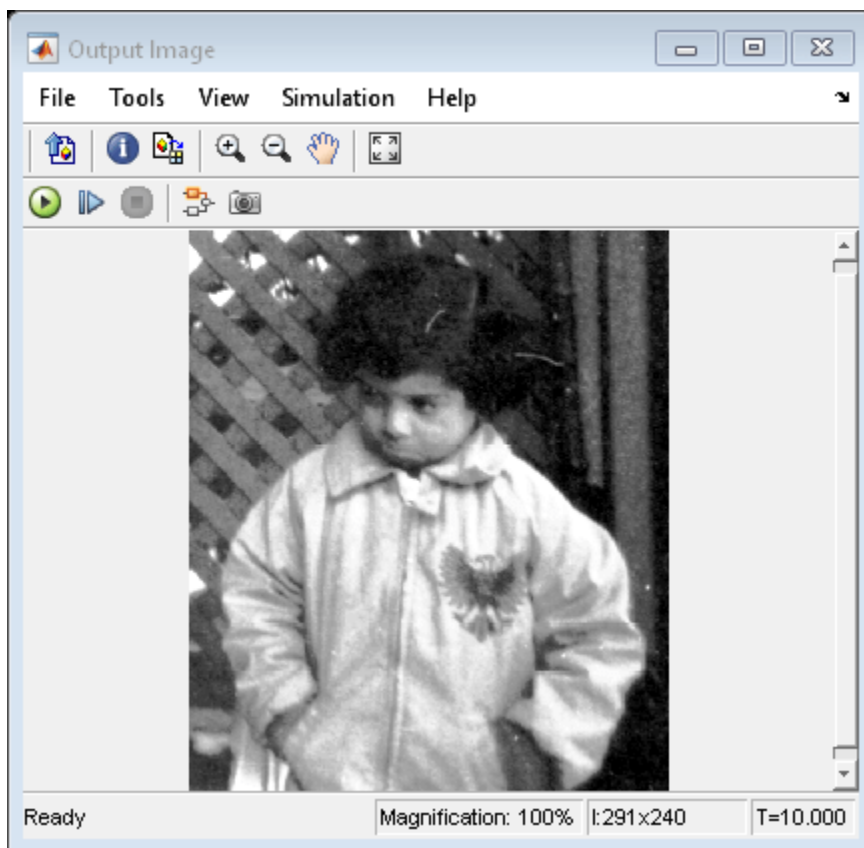 Output Image
File Tools View Simulation Help
Ready Magnification: 100% I:291x240 T=10.000